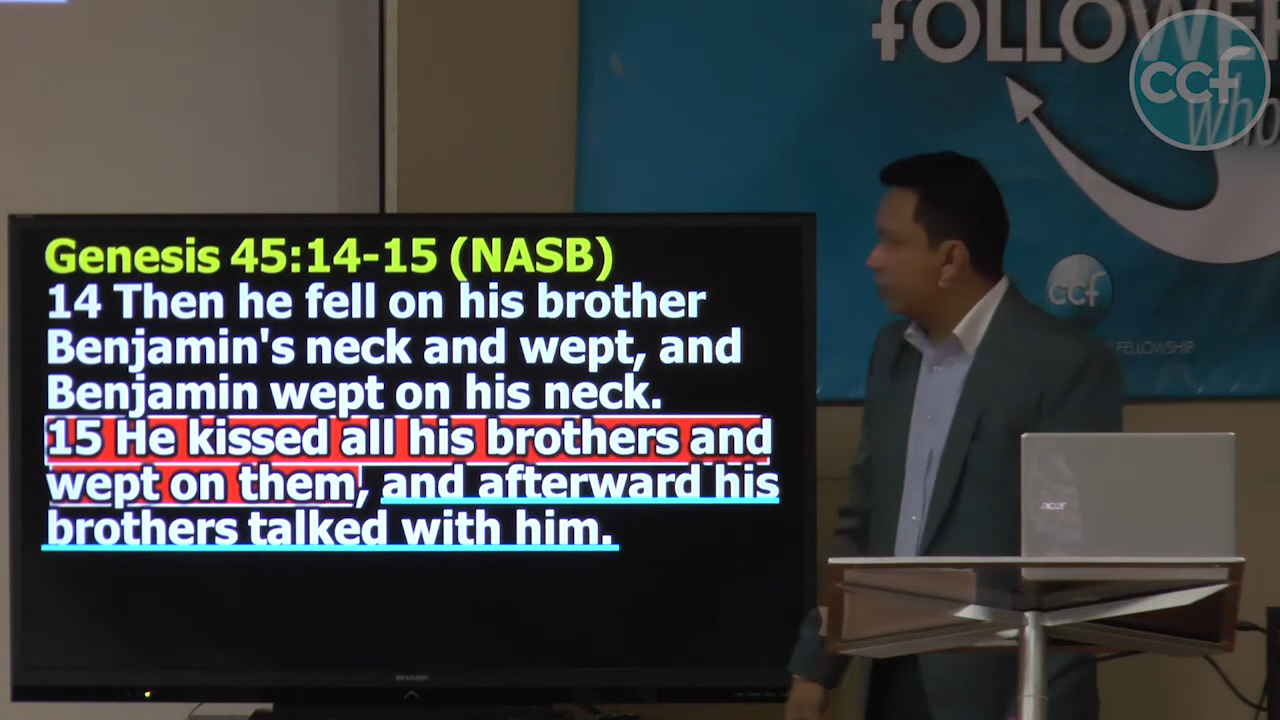 fOLLOWER
ccf
who
Genesis 45:14-15 (NASB)
14 Then he fell on his brother
Benjamin's neck and wept, and
Benjamin wept on his neck.
15 He kissed all his brothers and
wept on them, and afterward his
brothers talked with him.
ccf
FELLOWSHIP
acer
SHARP